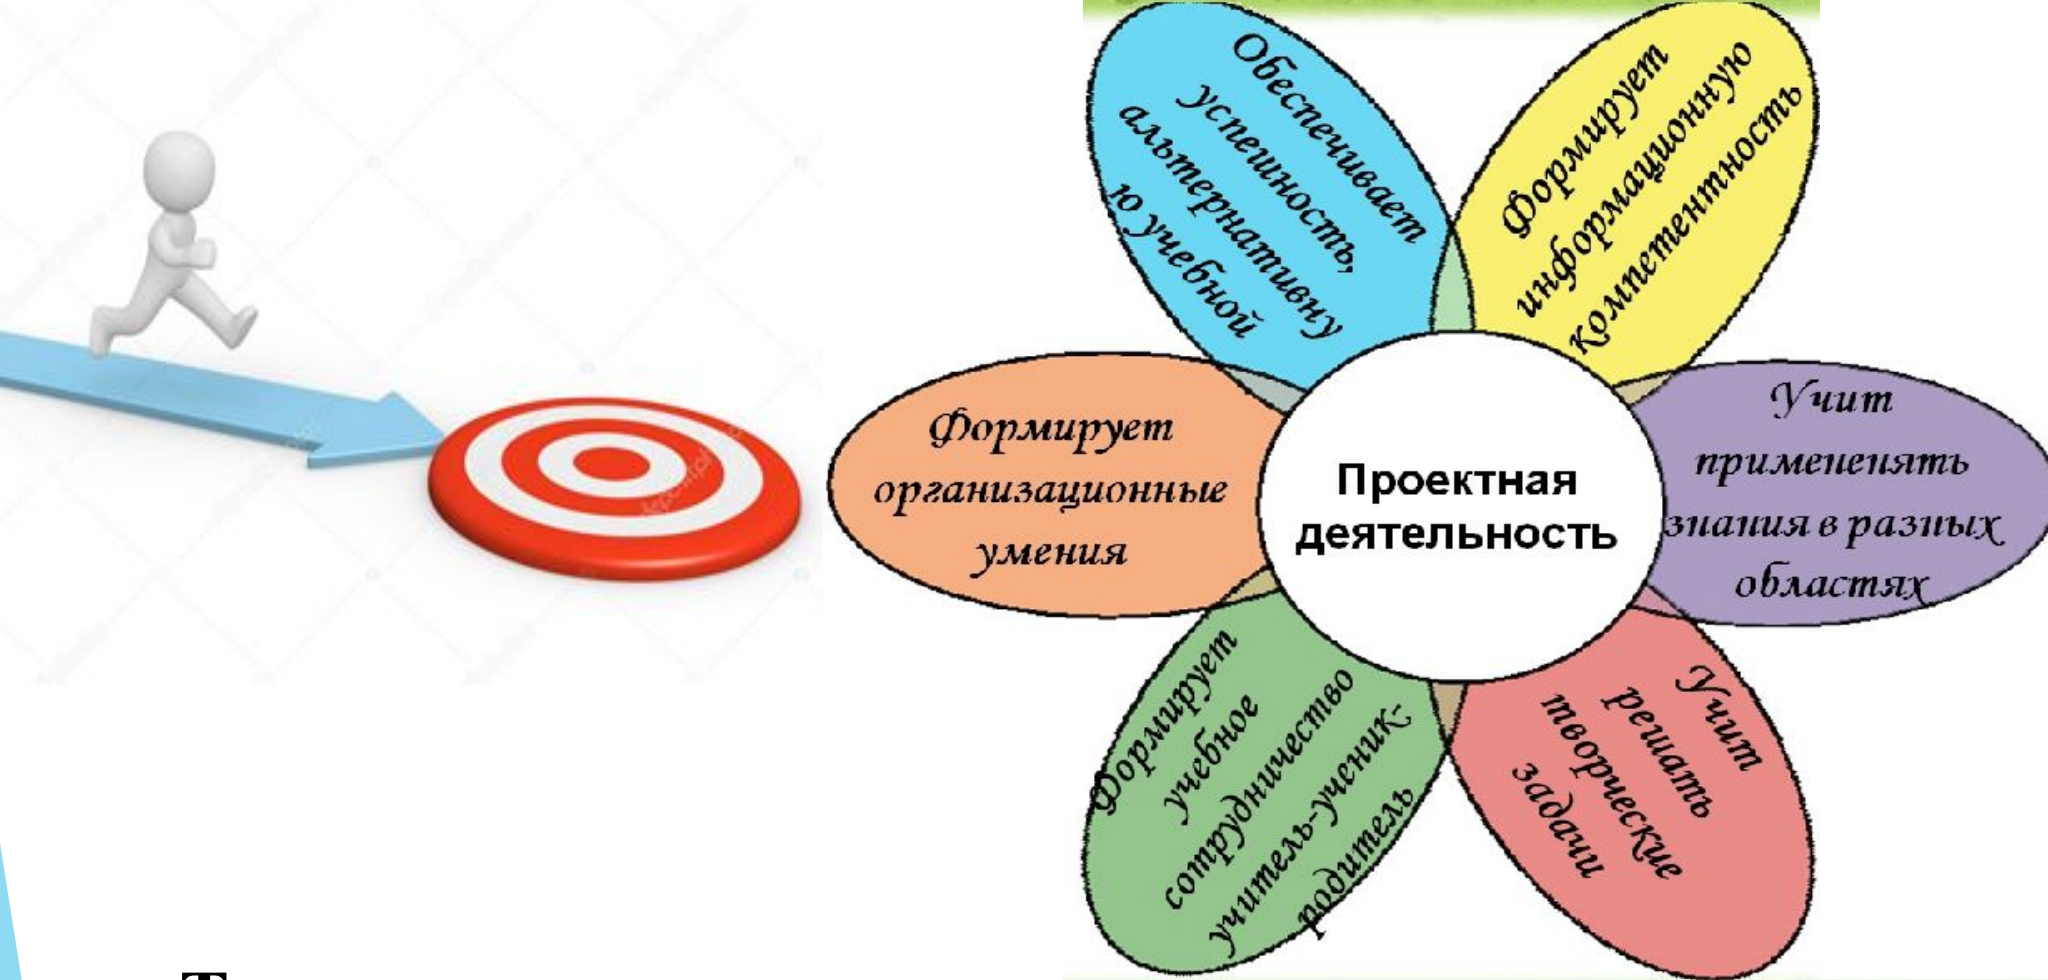 Обеспечивает
успешность,
альтернативну
ю учебной
Формирует
информационную
компетентность
Учит
примененять
знания в разных
областях
Учит
решать
творческие
задачи
Формирует
учебное
сотрудничество
учитель-ученик-
родитель
Формирует
организационные
умения
Проектная
деятельность